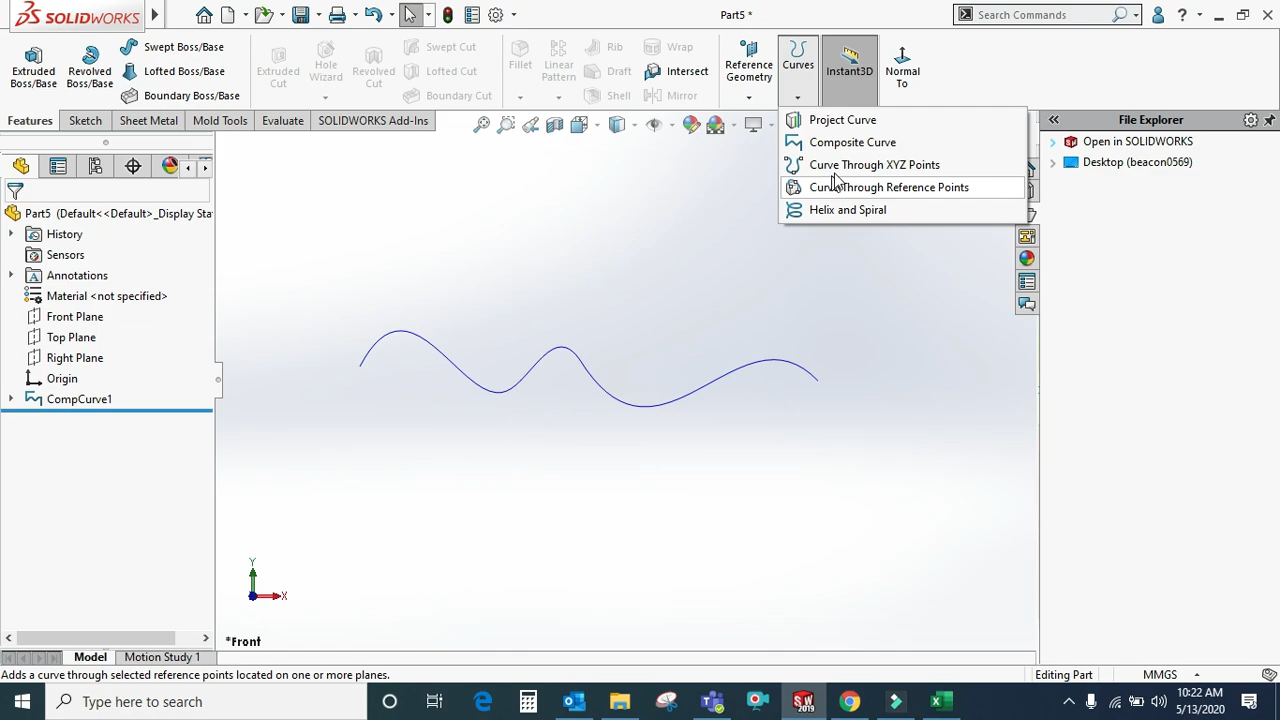 SOLIDWORKS
Part5 *
Search Commands
Extruded Boss/Base
Revolved Boss/Base
Swept Boss/Base
Lofted Boss/Base
Boundary Boss/Base
Extruded Cut
Hole Wizard
Revolved Cut
Swept Cut
Lofted Cut
Boundary Cut
Fillet
Linear Pattern
Rib
Draft
Shell
Wrap
Intersect
Mirror
Reference Geometry
Curves
Instant3D
Normal To
Features
Sketch
Sheet Metal
Mold Tools
Evaluate
SOLIDWORKS Add-Ins
Project Curve
Composite Curve
Curve Through XYZ Points
Curve Through Reference Points
Helix and Spiral
File Explorer
Open in SOLIDWORKS
Desktop (beacon0569)
Part5 (Default<<Default>_Display Sta
History
Sensors
Annotations
Material <not specified>
Front Plane
Top Plane
Right Plane
Origin
CompCurve1
Y
X
*Front
Model
Motion Study 1
Adds a curve through selected reference points located on one or more planes.
Editing Part
MMGS
Type here to search
SW
2019
10:22 AM
5/13/2020